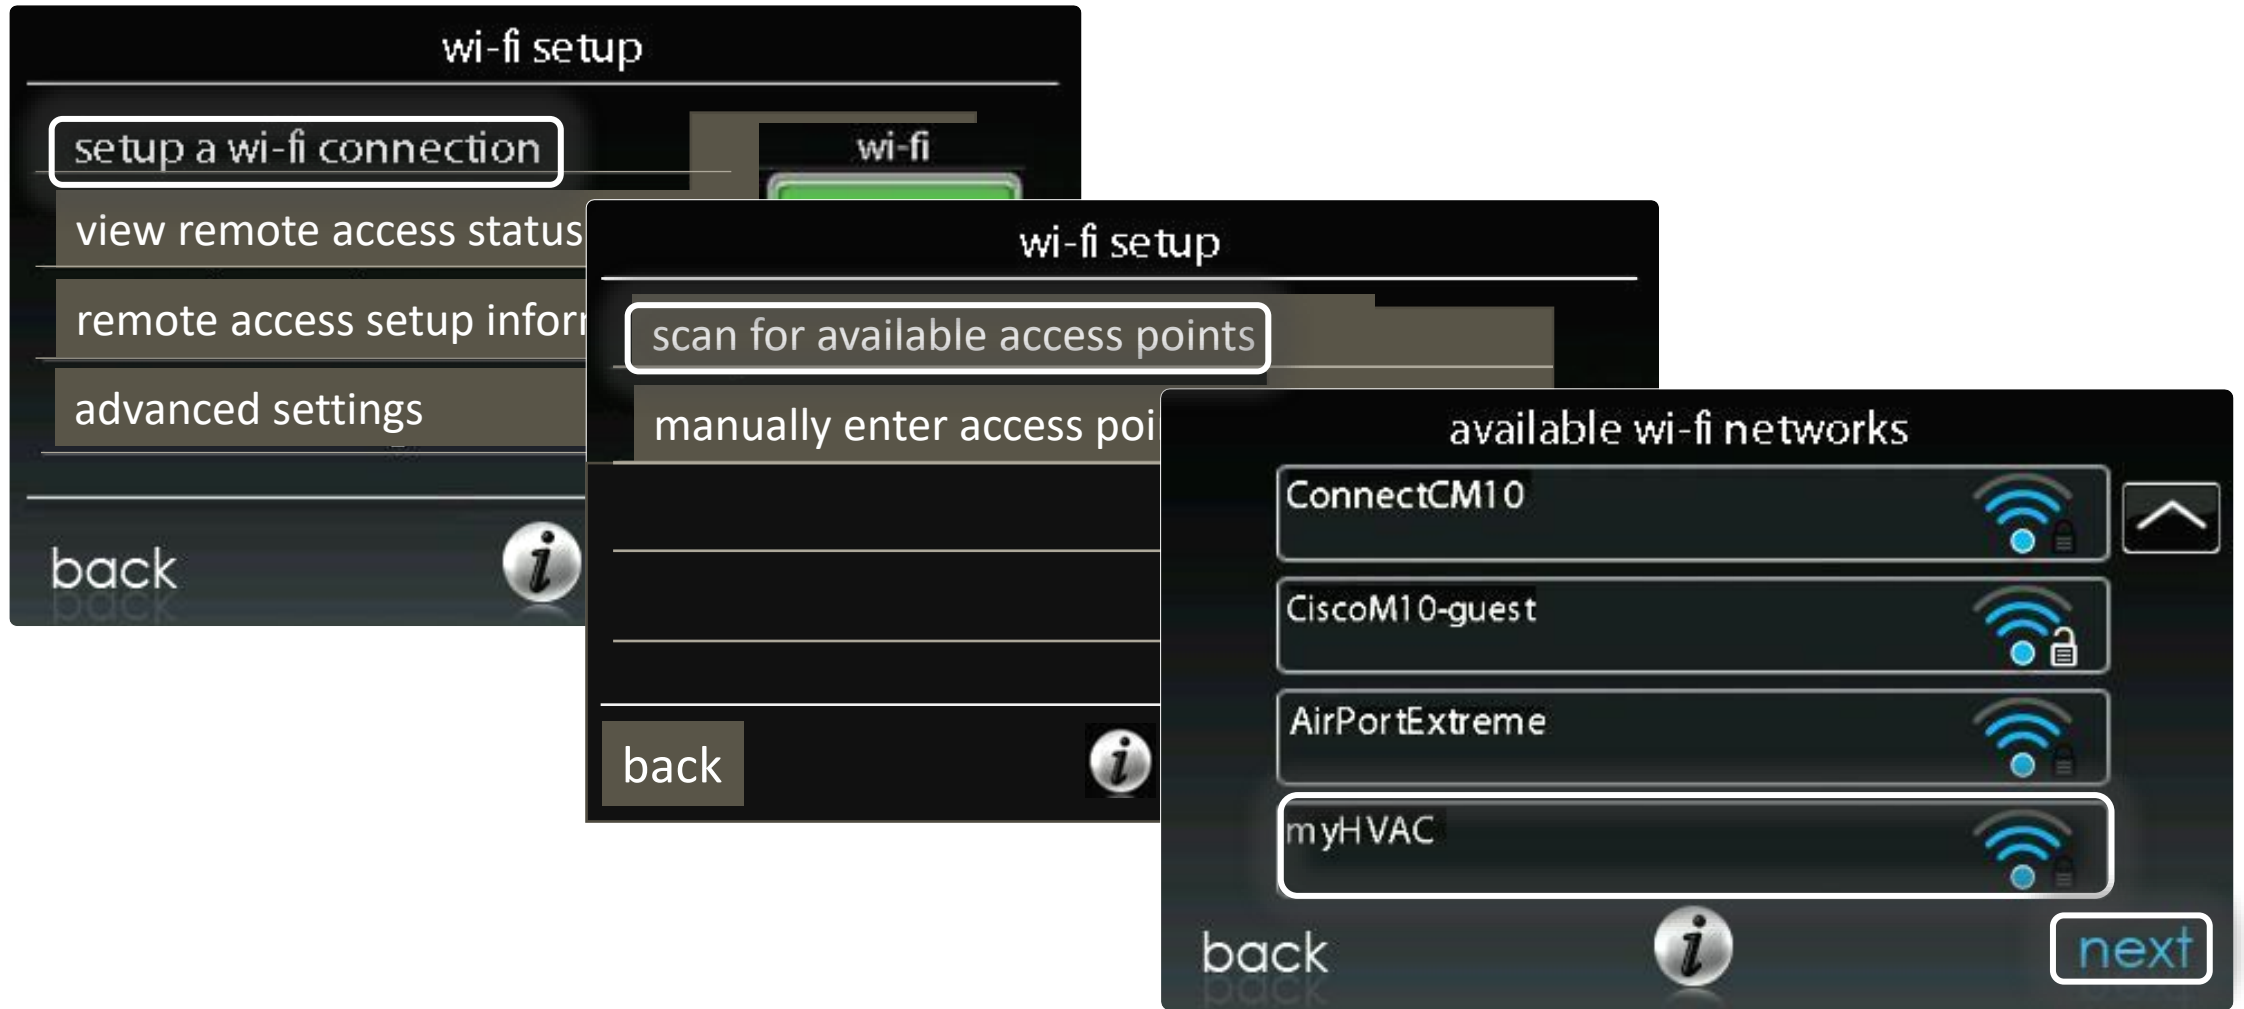 wi-fi setup
setup a wi-fi connection
wi-fi
view remote access status
remote access setup
advanced settings
back
wi-fi setup
scan for available access points
manually enter access
back
available wi-fi networks
ConnectCM10
CiscoM10-guest
AirPortExtreme
myHVAC
back
next